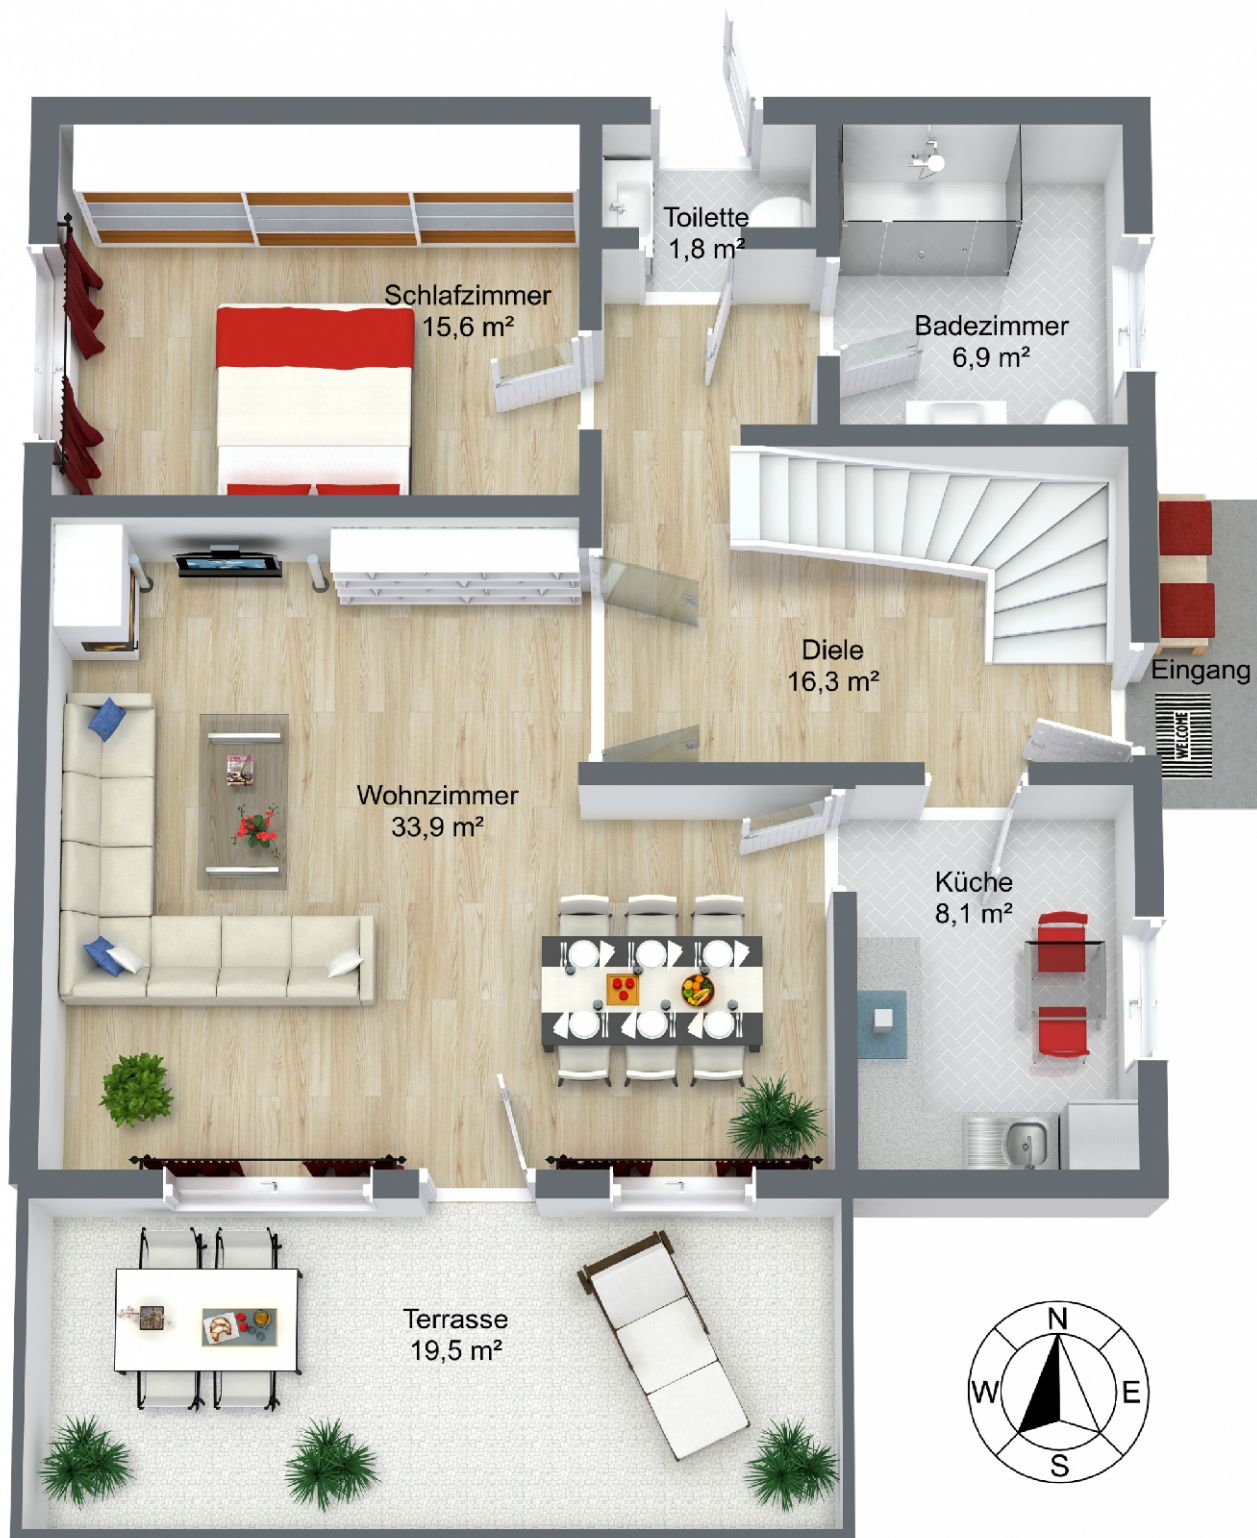 Toilette
1,8 m²
Schlafzimmer
15,6 m²
Badezimmer
6,9 m²
Diele
16,3 m²
Eingang
WELCOME
Wohnzimmer
33,9 m²
Küche
8,1 m²
Terrasse
19,5 m²
N
W E
S